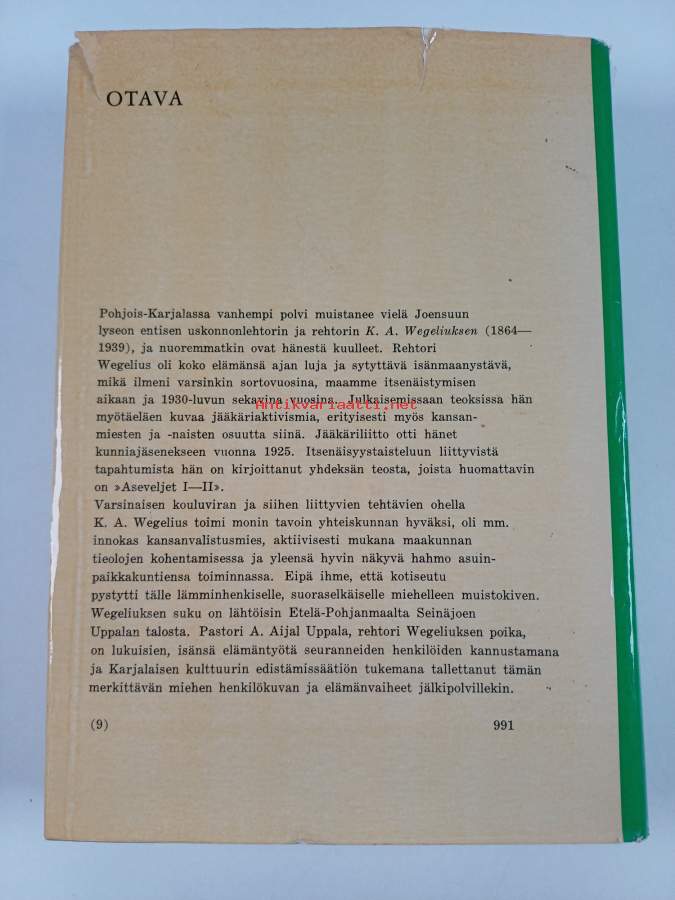 OTAVA
Pohjois-Karjalassa vanhempi polvi muistanee vielä Joensuun
lyseon entisen uskonnonlehtorin ja rehtorin K. A. Wegeliuksen (1864—
1939), ja nuoremmatkin ovat hänestä kuulleet. Rehtori
Wegelius oli koko elämänsä ajan luja ja sytyttävä isänmaanystävä,
mikä ilmeni varsinkin sortovuosina, maamme itsenäistymisen
aikaan ja 1930-luvun sekavina vuosina. Julkaisemissaan teoksissa hän
Antikvariaatti.net
myötäeläen kuvaa jääkäriaktivismia, erityisesti myös kansan-
miesten ja -naisten osuutta siinä. Jääkäriliitto otti hänet
kunniajäsenekseen vuonna 1925. Itsenäisyystaisteluun liittyvistä
tapahtumista hän on kirjoittanut yhdeksän teosta, joista huomattavin
on »Aseveljet I—II».
Varsinaisen kouluviran ja siihen liittyvien tehtävien ohella
K. A. Wegelius toimi monin tavoin yhteiskunnan hyväksi, oli mm.
innokas kansanvalistusmies, aktiivisesti mukana maakunnan
tieolojen kohentamisessa ja yleensä hyvin näkyvä hahmo asuin-
paikkakuntiensa toiminnassa. Eipä ihme, että kotiseutu
pystytti tälle lämminhenkiselle, suoraselkäiselle miehelleen muistokiven.
Wegeliuksen suku on lähtöisin Etelä-Pohjanmaalta Seinäjoen
Uppalan talosta. Pastori A. Aijal Uppala, rehtori Wegeliuksen poika,
on lukuisien, isänsä elämäntyötä seuranneiden henkilöiden kannustamana
ja Karjalaisen kulttuurin edistämissäätiön tukemana tallettanut tämän
merkittävän miehen henkilökuvan ja elämänvaiheet jälkipolvillekin.
(9) 991